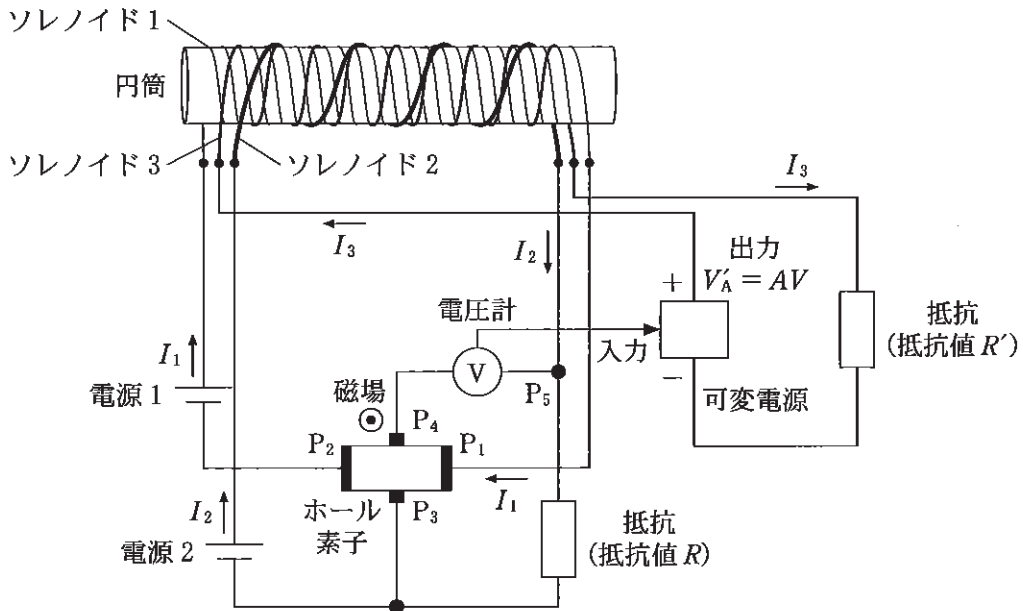 ソレノイド1
円筒
ソレノイド3
ソレノイド2
I₃
I₃
I₂
出力
V'_A = AV
+
電圧計
入力
抵抗
(抵抗値 R')
I₁
V
−
電源1
磁場
P₄
P₅
可変電源
P₂
P₁
I₁
I₂
ホール
素子
P₃
抵抗
(抵抗値 R)
電源2